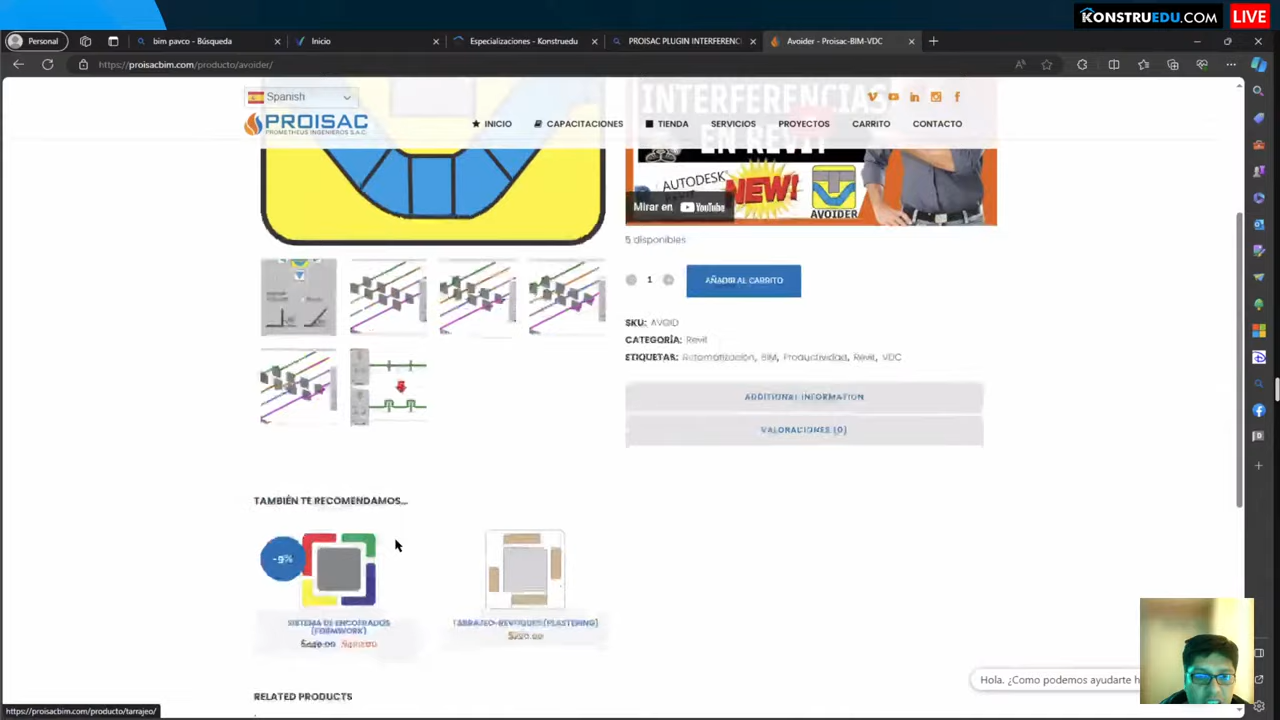 KONSTRUEDU.COM LIVE
Personal
bim pavco - Búsqueda
Inicio
Especializaciones - Konstruedu
PROISAC PLUGIN INTERFERENC
Avoider - Proisac-BIM-VDC
https://proisacbim.com/producto/avoider/
Spanish
PROISAC
PROMETHEUS INGENIEROS S.A.C.
INICIO
CAPACITACIONES
TIENDA
SERVICIOS
PROYECTOS
CARRITO
CONTACTO
INTERFERENCIAS
EN REVIT
AUTODESK
REVIT
NEW!
AVOIDER
Mirar en YouTube
5 disponibles
1
AÑADIR AL CARRITO
SKU: AVOID
CATEGORÍA: Revit
ETIQUETAS: Automatización, BIM, Productividad, Revit, VDC
ADDITIONAL INFORMATION
VALORACIONES (0)
TAMBIÉN TE RECOMENDAMOS...
-9%
SISTEMA DE ENCOFRADOS
(FORMWORK)
TARRAJEO-REVOQUES (PLASTERING)
RELATED PRODUCTS
Hola. ¿Como podemos ayudarte h
https://proisacbim.com/producto/tarrajeo/